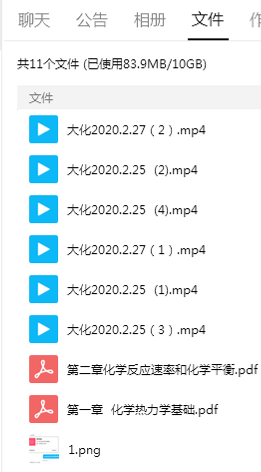 聊天 公告 相册 文件
共11个文件 (已使用83.9MB/10GB)
文件
大化2020.2.27（2）.mp4
大化2020.2.25  (2).mp4
大化2020.2.25  (4).mp4
大化2020.2.27（1）.mp4
大化2020.2.25  (1).mp4
大化2020.2.25（3）.mp4
第二章化学反应速率和化学平衡.pdf
第一章  化学热力学基础.pdf
1.png